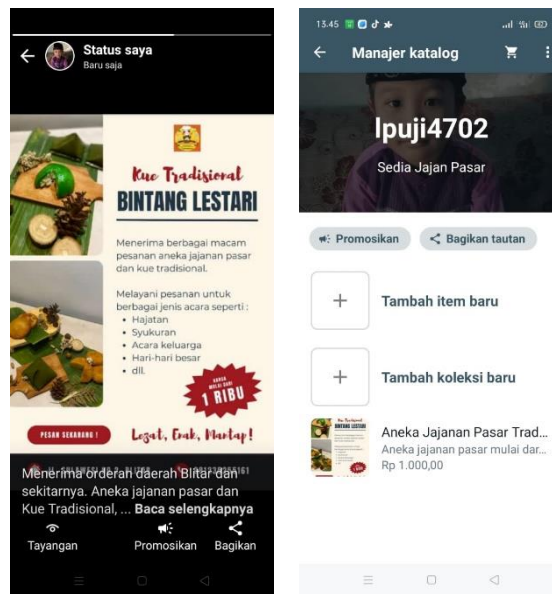 Status saya
Baru saja
Kue Tradisional
BINTANG LESTARI
Menerima berbagai macam
pesanan aneka jajanan pasar
dan kue tradisional.
Melayani pesanan untuk
berbagai jenis acara seperti :
• Hajatan
• Syukuran
• Acara keluarga
• Hari-hari besar
• dll.
HARGA
MULAI DARI
1 RIBU
PESAN SEKARANG !
Lezat, Enak, Mantap!
Menerima orderan daerah Blitar dan
sekitarnya. Aneka jajanan pasar dan
Kue Tradisional, ... Baca selengkapnya
Tayangan
Promosikan
Bagikan
13.45
Manajer katalog
lpuji4702
Sedia Jajan Pasar
Promosikan
Bagikan tautan
Tambah item baru
Tambah koleksi baru
Aneka Jajanan Pasar Trad...
Aneka jajanan pasar mulai dar...
Rp 1.000,00